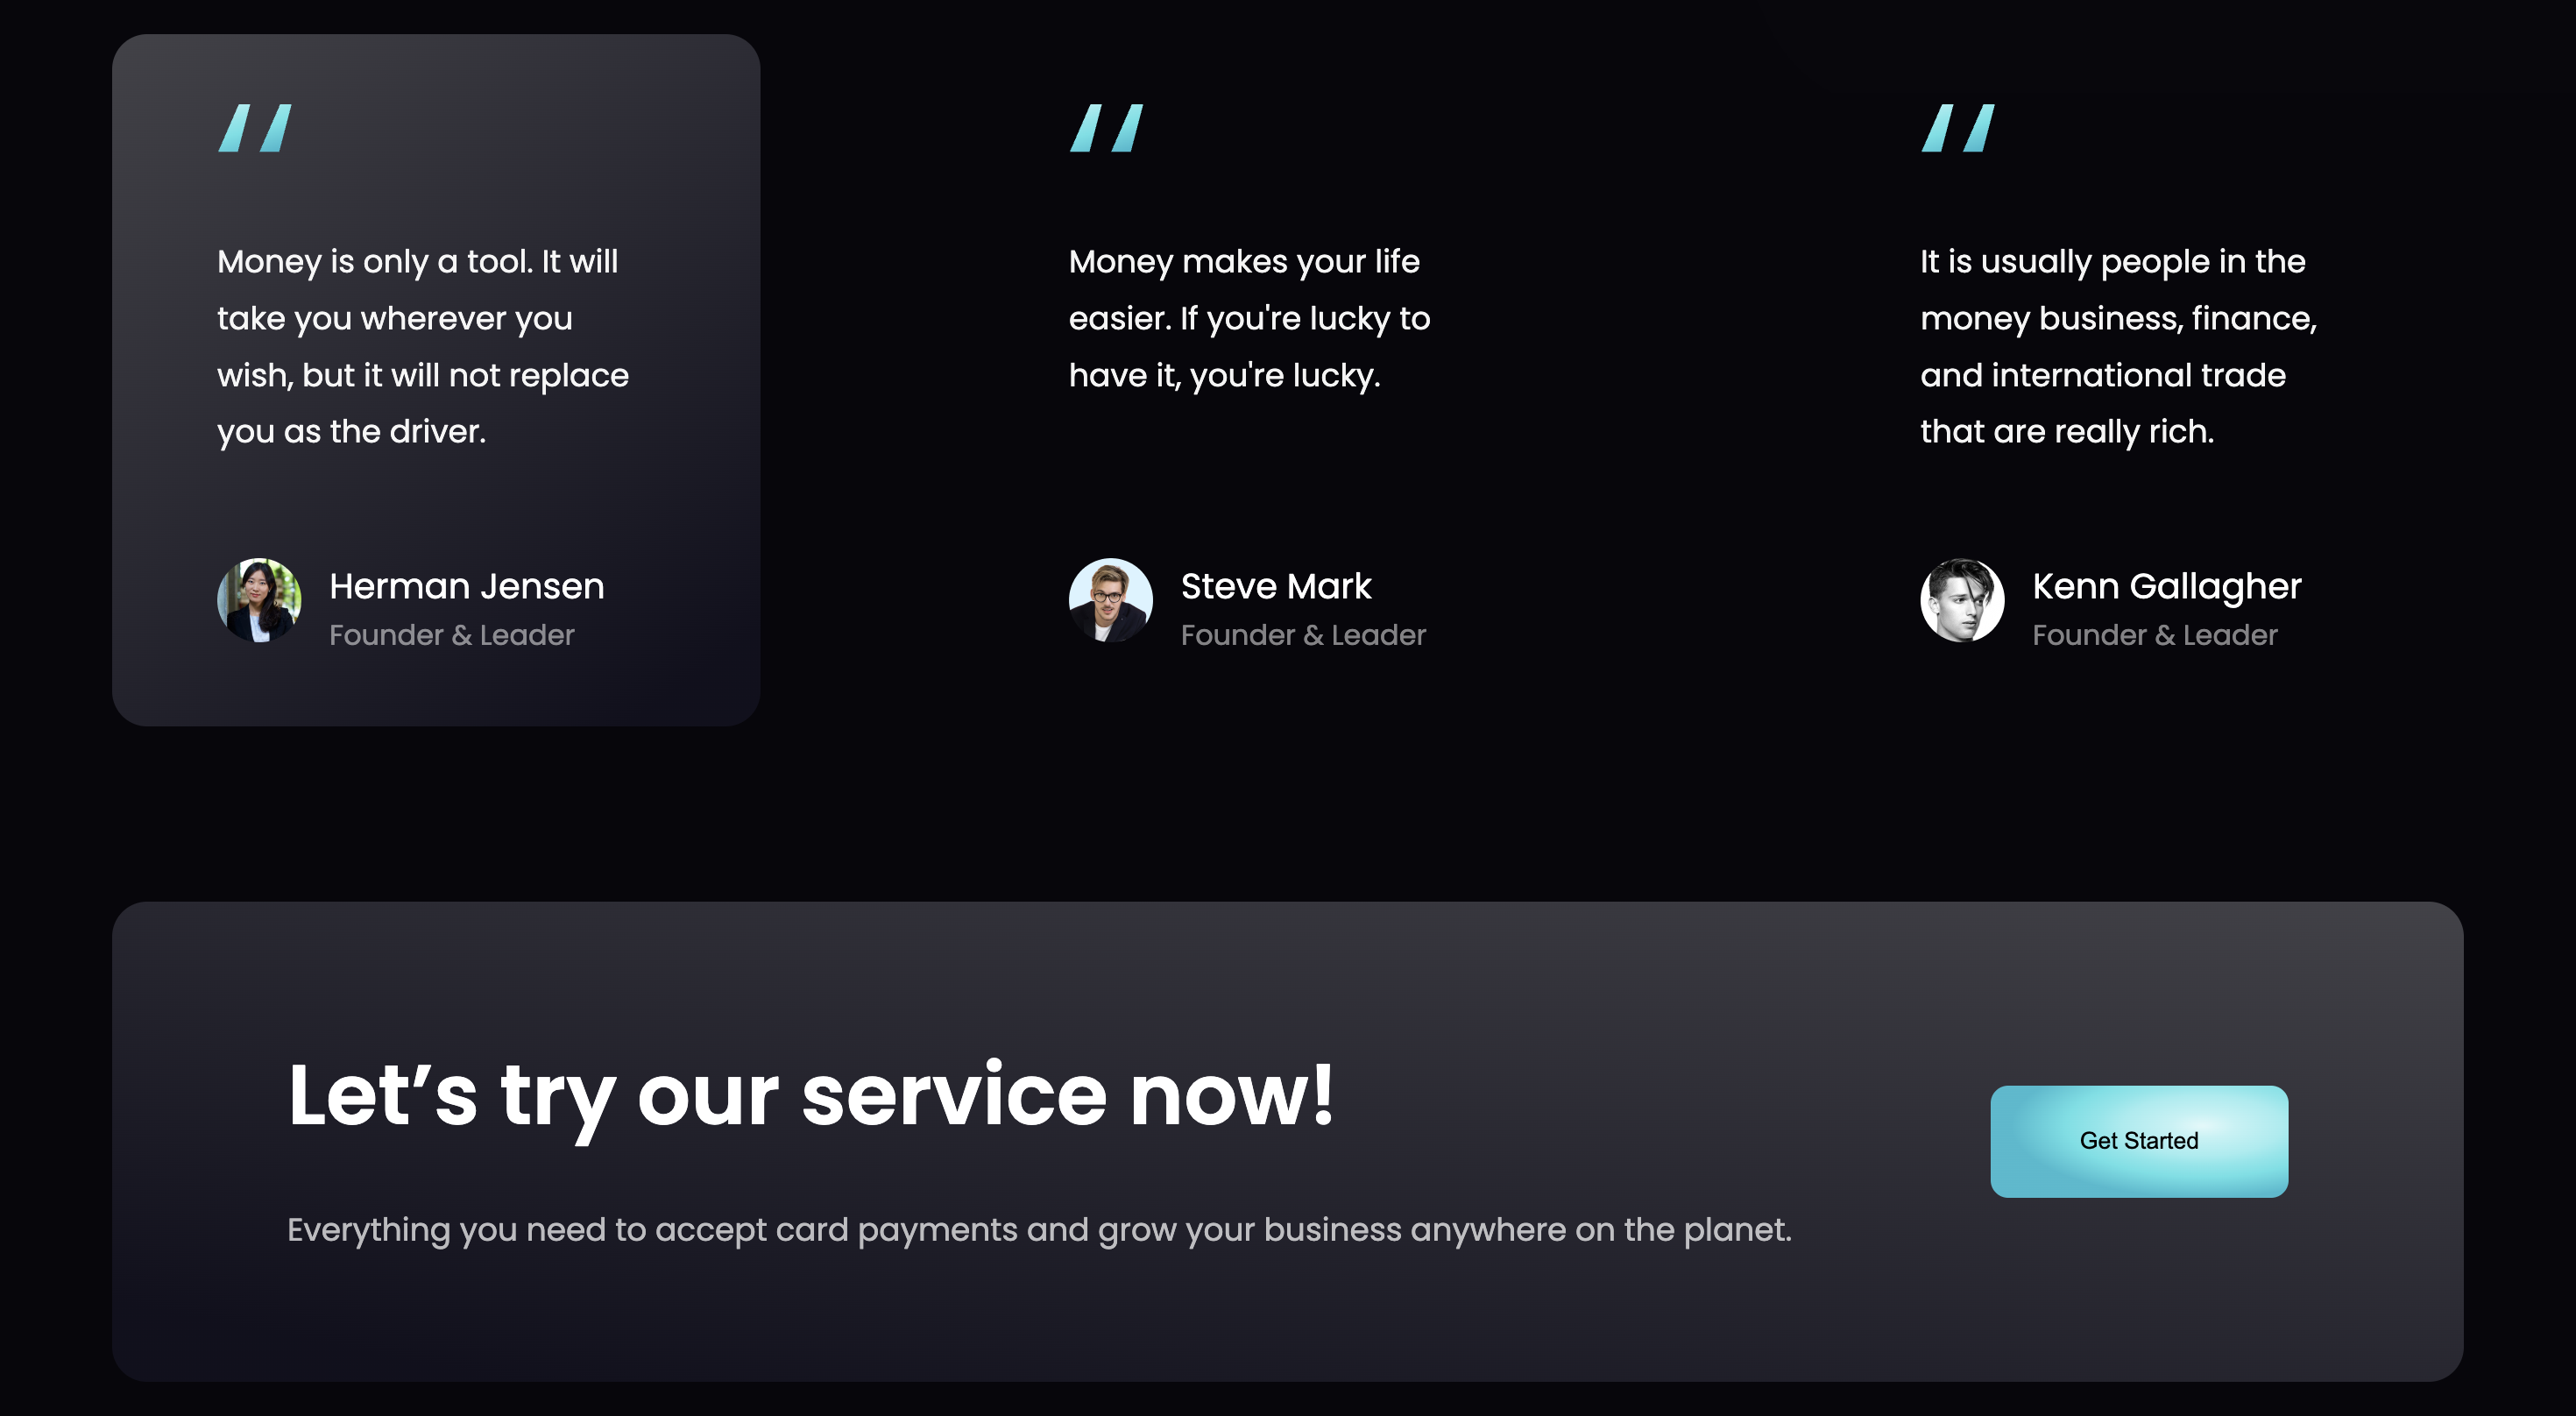 Money is only a tool. It will
take you wherever you
wish, but it will not replace
you as the driver.
Herman Jensen
Founder & Leader
Money makes your life
easier. If you're lucky to
have it, you're lucky.
Steve Mark
Founder & Leader
It is usually people in the
money business, finance,
and international trade
that are really rich.
Kenn Gallagher
Founder & Leader
Let’s try our service now!
Everything you need to accept card payments and grow your business anywhere on the planet.
Get Started